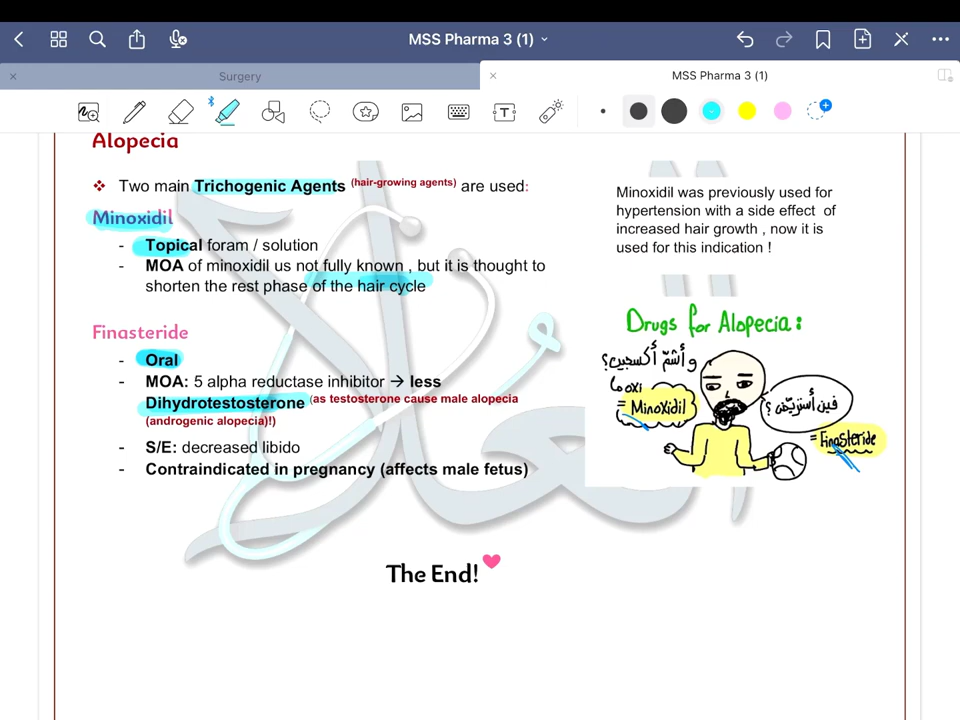 MSS Pharma 3 (1)
Surgery
MSS Pharma 3 (1)
Alopecia
❖ Two main Trichogenic Agents (hair-growing agents) are used:
Minoxidil
- Topical foram / solution
- MOA of minoxidil us not fully known , but it is thought to
shorten the rest phase of the hair cycle
Finasteride
- Oral
- MOA: 5 alpha reductase inhibitor → less
Dihydrotestosterone (as testosterone cause male alopecia
(androgenic alopecia)!)
- S/E: decreased libido
- Contraindicated in pregnancy (affects male fetus)
Minoxidil was previously used for
hypertension with a side effect of
increased hair growth , now it is
used for this indication !
Drugs for Alopecia:
و أشمّ أكسجين؟
oxi
= Minoxidil
فين أستريّح؟
= Finasteride
العلا
The End!